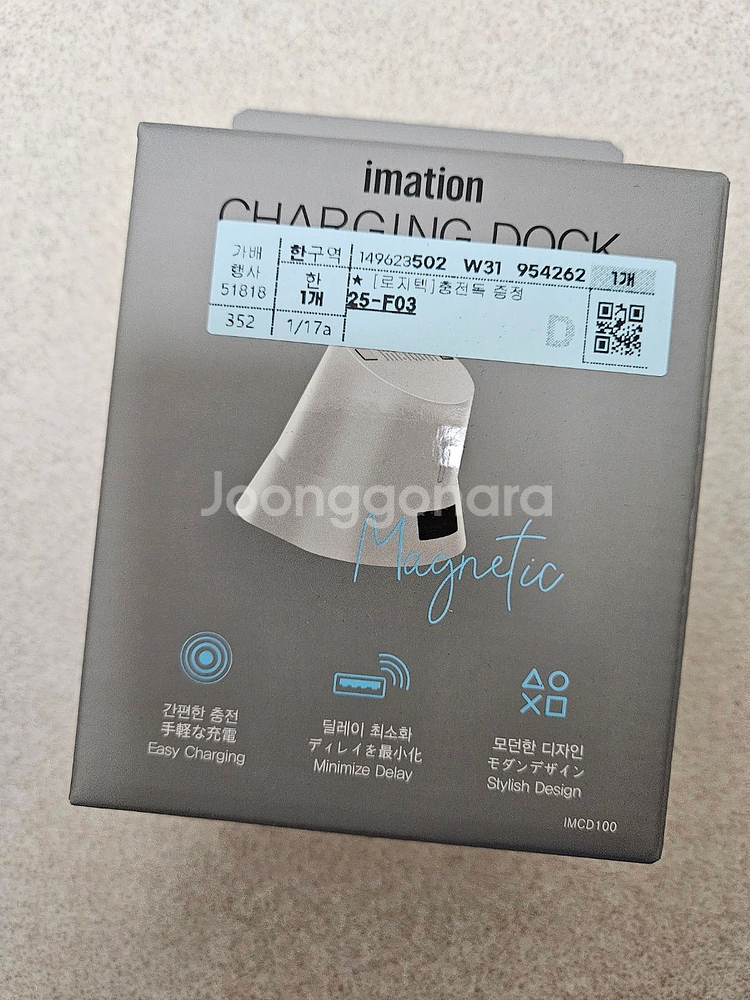 imation
CHARGING DOCK
가배 한구역 149623502 W31 954262 1개
행사 한 ★ [로지텍]충전독 증정
51818 1개 25-F03
352 1/17a D
Joonggonara
Magnetic
간편한 충전
手軽な充電
Easy Charging
딜레이 최소화
ディレイを最小化
Minimize Delay
모던한 디자인
モダンデザイン
Stylish Design
IMCD100